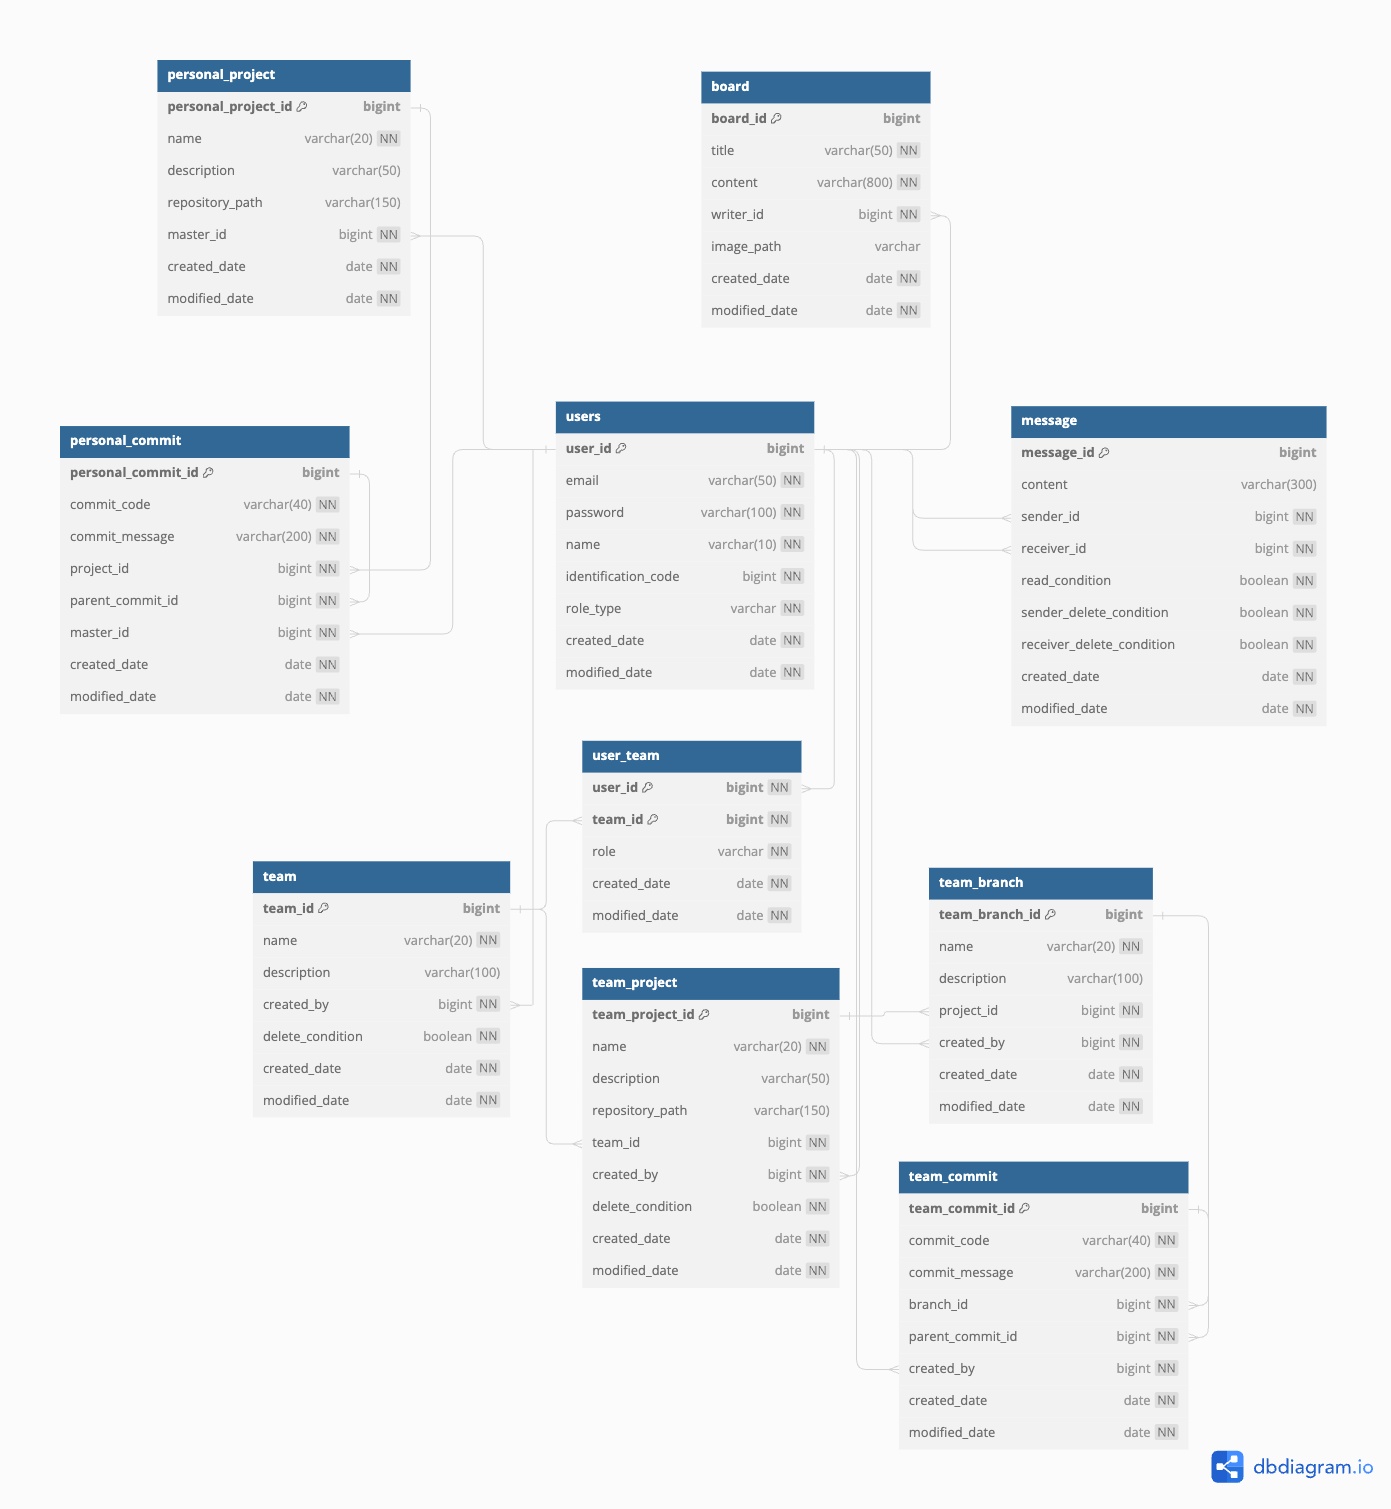 personal_project
personal_project_id bigint
name varchar(20) NN
description varchar(50)
repository_path varchar(150)
master_id bigint NN
created_date date NN
modified_date date NN
board
board_id bigint
title varchar(50) NN
content varchar(800) NN
writer_id bigint NN
image_path varchar
created_date date NN
modified_date date NN
users
user_id bigint
email varchar(50) NN
password varchar(100) NN
name varchar(10) NN
identification_code bigint NN
role_type varchar NN
created_date date NN
modified_date date NN
message
message_id bigint
content varchar(300)
sender_id bigint NN
receiver_id bigint NN
read_condition boolean NN
sender_delete_condition boolean NN
receiver_delete_condition boolean NN
created_date date NN
modified_date date NN
personal_commit
personal_commit_id bigint
commit_code varchar(40) NN
commit_message varchar(200) NN
project_id bigint NN
parent_commit_id bigint NN
master_id bigint NN
created_date date NN
modified_date date NN
user_team
user_id bigint NN
team_id bigint NN
role varchar NN
created_date date NN
modified_date date NN
team
team_id bigint
name varchar(20) NN
description varchar(100)
created_by bigint NN
delete_condition boolean NN
created_date date NN
modified_date date NN
team_branch
team_branch_id bigint
name varchar(20) NN
description varchar(100)
project_id bigint NN
created_by bigint NN
created_date date NN
modified_date date NN
team_project
team_project_id bigint
name varchar(20) NN
description varchar(50)
repository_path varchar(150)
team_id bigint NN
created_by bigint NN
delete_condition boolean NN
created_date date NN
modified_date date NN
team_commit
team_commit_id bigint
commit_code varchar(40) NN
commit_message varchar(200) NN
branch_id bigint NN
parent_commit_id bigint NN
created_by bigint NN
created_date date NN
modified_date date NN
dbdiagram.io